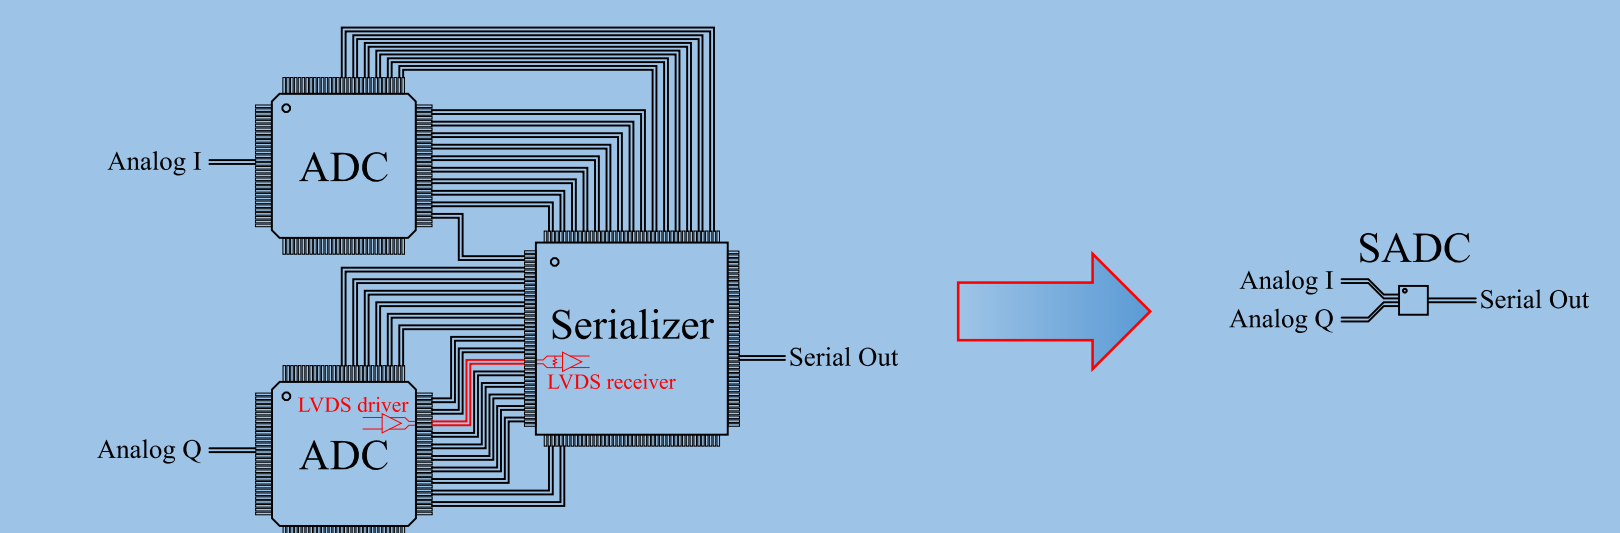 Analog I
ADC
Serializer
LVDS receiver
Serial Out
LVDS driver
Analog Q
ADC
SADC
Analog I
Serial Out
Analog Q